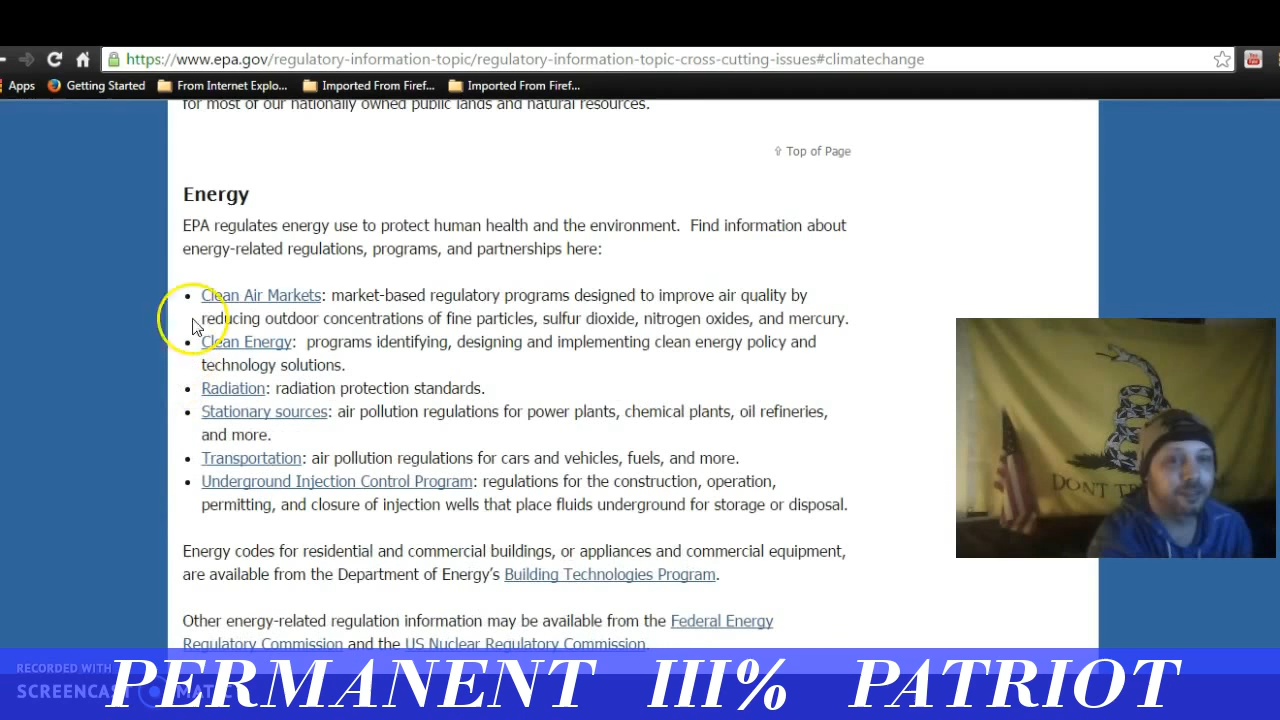 https://www.epa.gov/regulatory-information-topic/regulatory-information-topic-cross-cutting-issues#climatechange
Apps Getting Started From Internet Explo... Imported From Firef... Imported From Firef...
for most of our nationally owned public lands and natural resources.
⇧ Top of Page
Energy
EPA regulates energy use to protect human health and the environment. Find information about
energy-related regulations, programs, and partnerships here:
• Clean Air Markets: market-based regulatory programs designed to improve air quality by
reducing outdoor concentrations of fine particles, sulfur dioxide, nitrogen oxides, and mercury.
• Clean Energy: programs identifying, designing and implementing clean energy policy and
technology solutions.
• Radiation: radiation protection standards.
• Stationary sources: air pollution regulations for power plants, chemical plants, oil refineries,
and more.
• Transportation: air pollution regulations for cars and vehicles, fuels, and more.
• Underground Injection Control Program: regulations for the construction, operation,
permitting, and closure of injection wells that place fluids underground for storage or disposal.
DONT
Energy codes for residential and commercial buildings, or appliances and commercial equipment,
are available from the Department of Energy's Building Technologies Program.
Other energy-related regulation information may be available from the Federal Energy
Regulatory Commission and the US Nuclear Regulatory Commission.
RECORDED WITH
SCREENCAST MATIC
PERMANENT III% PATRIOT